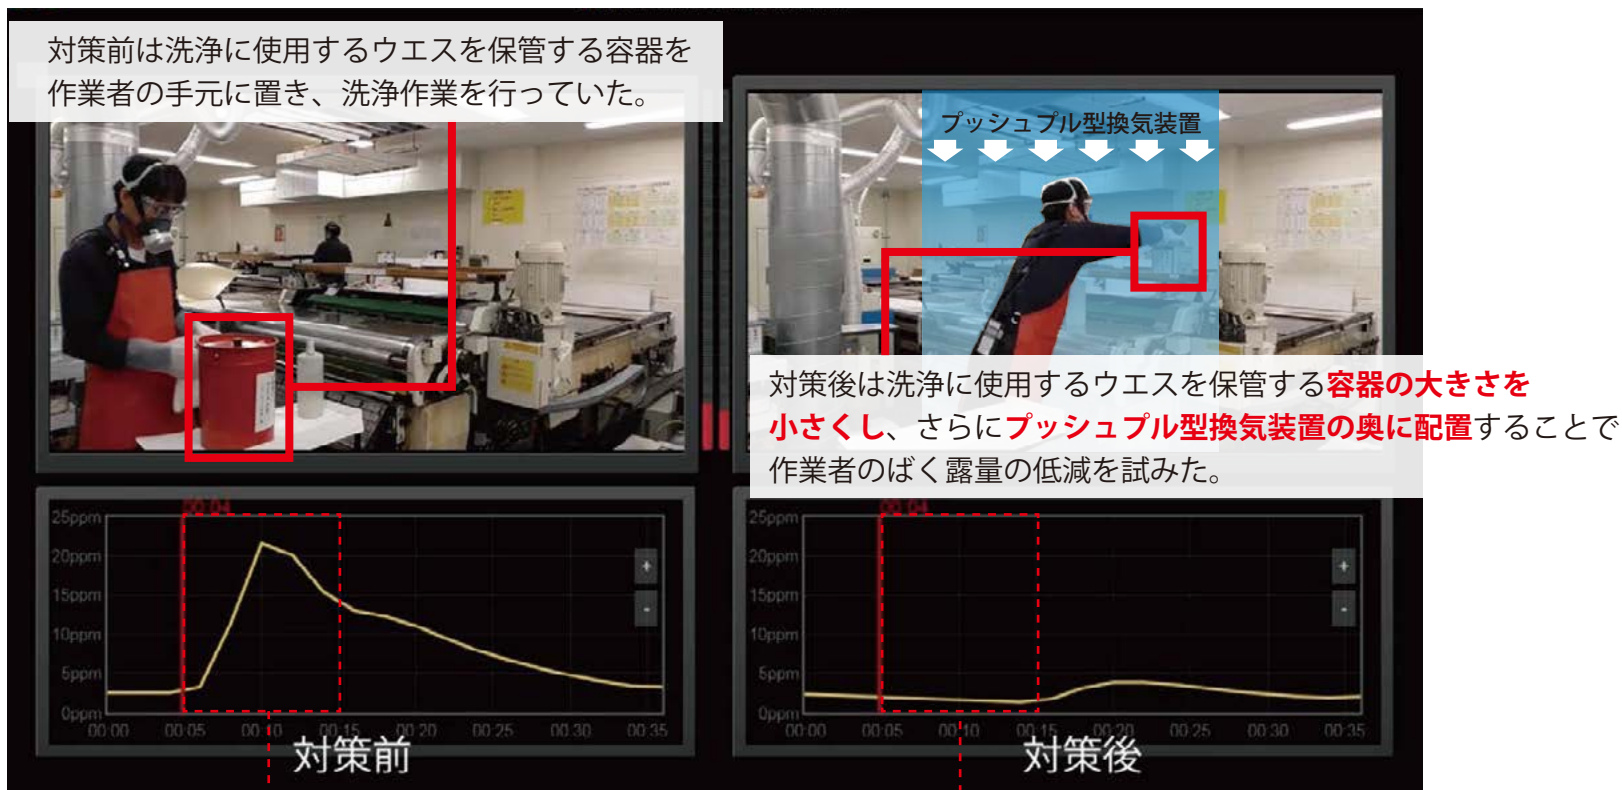 対策前は洗浄に使用するウエスを保管する容器を
作業者の手元に置き、洗浄作業を行っていた。
プッシュプル型換気装置
対策後は洗浄に使用するウエスを保管する容器の大きさを
小さくし、さらにプッシュプル型換気装置の奥に配置することで
作業者のばく露量の低減を試みた。
00:04
25ppm
20ppm
15ppm
10ppm
5ppm
0ppm
00:00 00:05 00:10 00:15 00:20 00:25 00:30 00:35
+
-
対策前
00:04
25ppm
20ppm
15ppm
10ppm
5ppm
0ppm
00:00 00:05 00:10 00:15 00:20 00:25 00:30 00:35
+
-
対策後